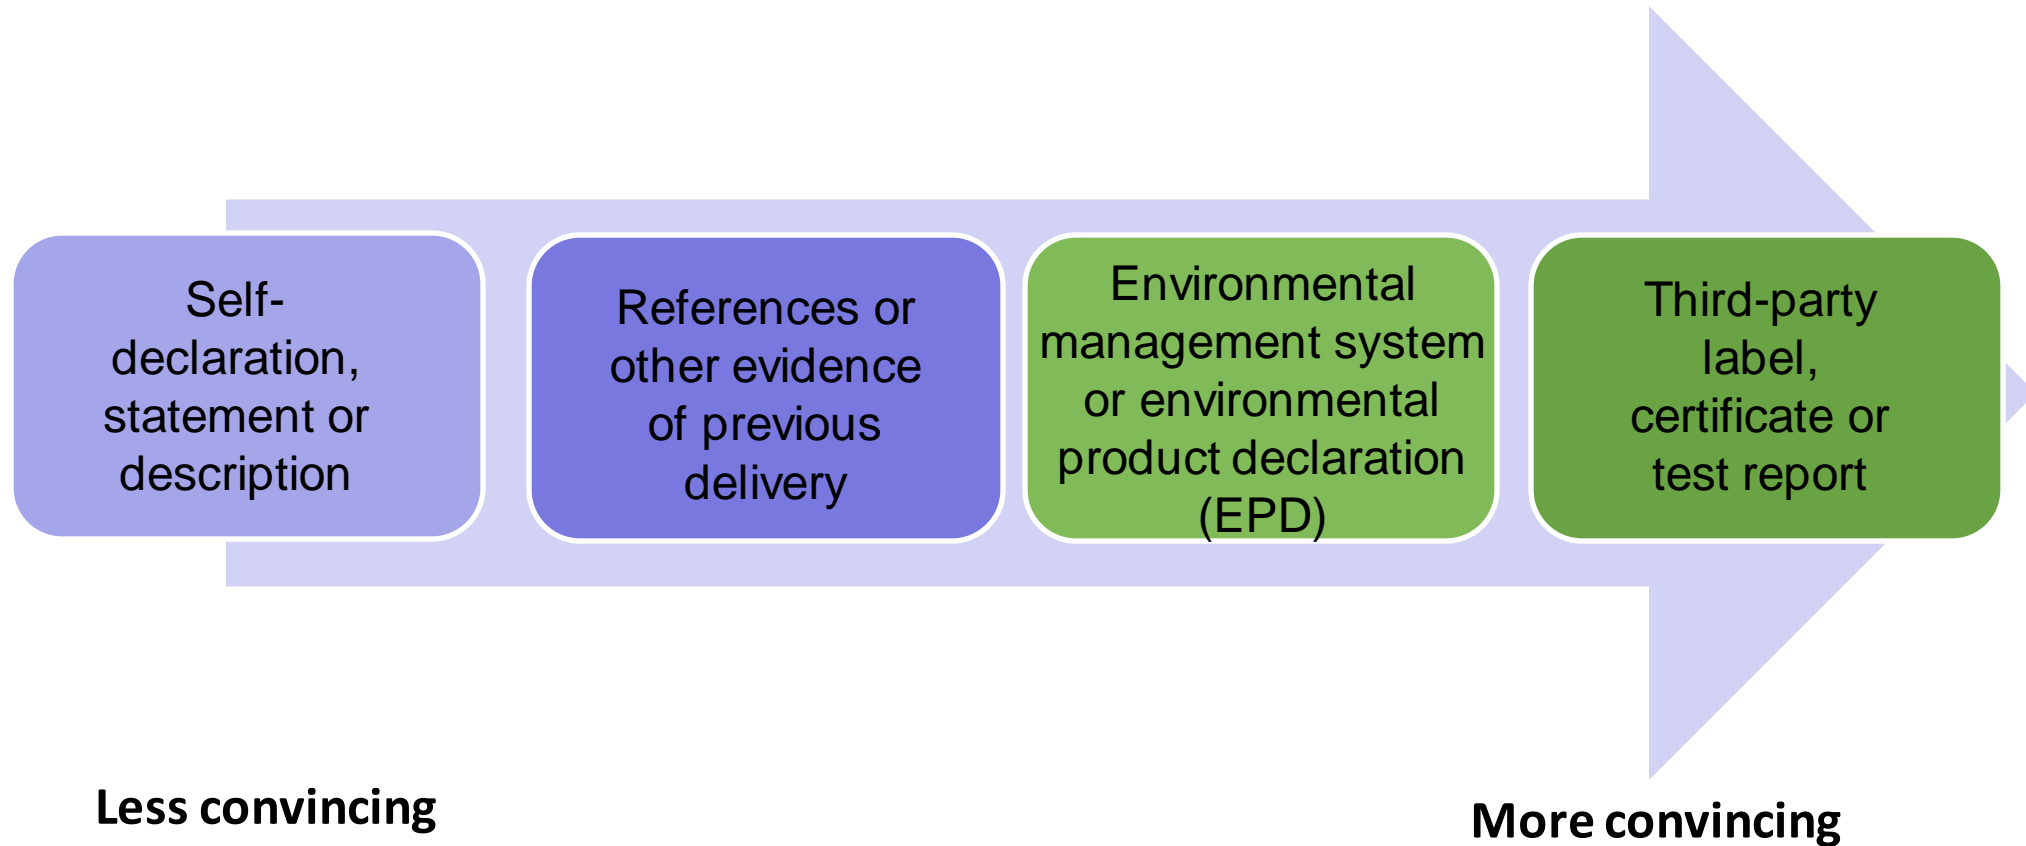 Self-
declaration,
statement or
description
References or
other evidence
of previous
delivery
Environmental
management system
or environmental
product declaration
(EPD)
Third-party
label,
certificate or
test report
Less convincing
More convincing